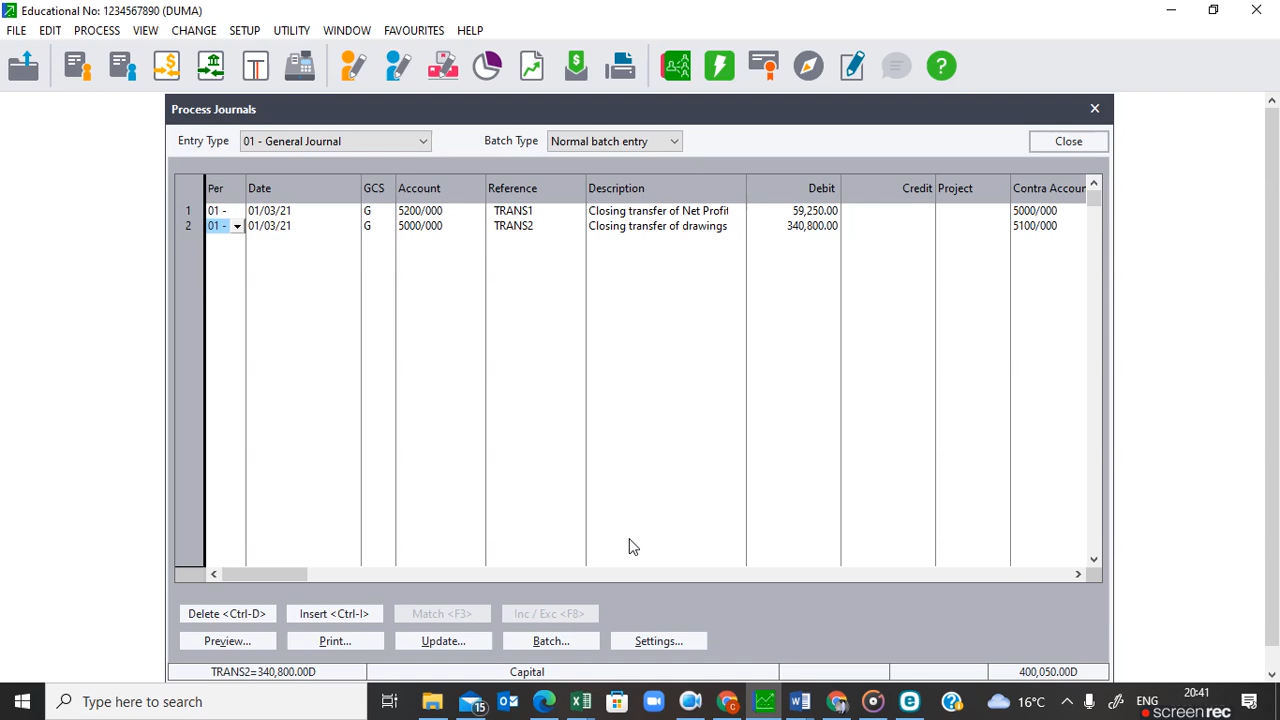 Educational No: 1234567890 (DUMA)
FILE EDIT PROCESS VIEW CHANGE SETUP UTILITY WINDOW FAVOURITES HELP
Process Journals
Entry Type 01 - General Journal Batch Type Normal batch entry Close
Per Date GCS Account Reference Description Debit Credit Project Contra Accour
1 01 - 01/03/21 G 5200/000 TRANS1 Closing transfer of Net Profit 59,250.00 5000/000
2 01 - 01/03/21 G 5000/000 TRANS2 Closing transfer of drawings 340,800.00 5100/000
Delete <Ctrl-D> Insert <Ctrl-I> Match <F3> Inc / Exc <F8>
Preview... Print... Update... Batch... Settings...
TRANS2=340,800.00D Capital 400,050.00D
Type here to search 15 16°C ENG 20:41
screenrec